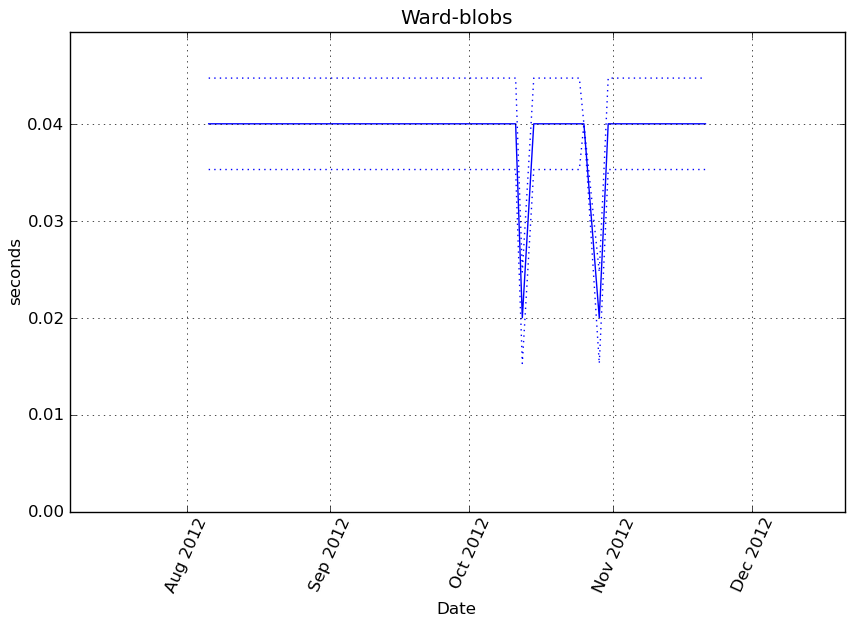 Ward-blobs
0.04
0.03
seconds
0.02
0.01
0.00
Aug 2012
Sep 2012
Oct 2012
Nov 2012
Dec 2012
Date